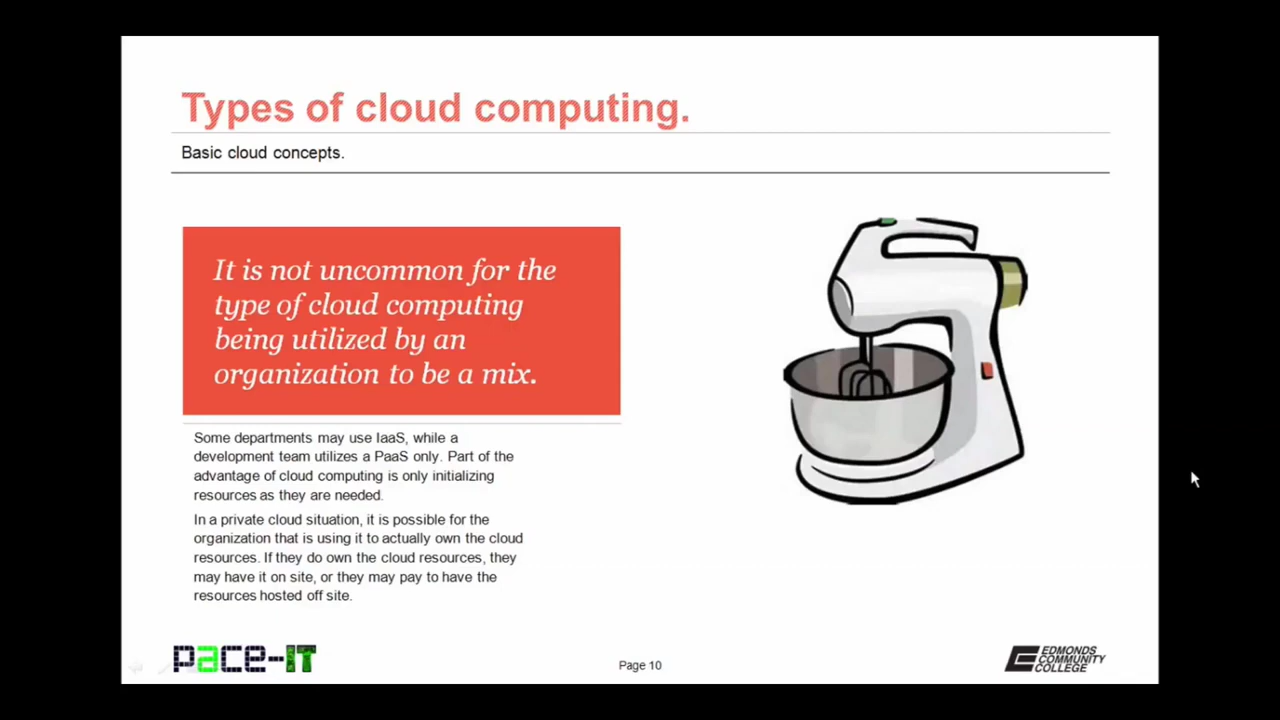 Types of cloud computing.
Basic cloud concepts.
It is not uncommon for the
type of cloud computing
being utilized by an
organization to be a mix.
Some departments may use IaaS, while a
development team utilizes a PaaS only. Part of the
advantage of cloud computing is only initializing
resources as they are needed.
In a private cloud situation, it is possible for the
organization that is using it to actually own the cloud
resources. If they do own the cloud resources, they
may have it on site, or they may pay to have the
resources hosted off site.
pace-IT
Page 10
EDMONDS
COMMUNITY
COLLEGE